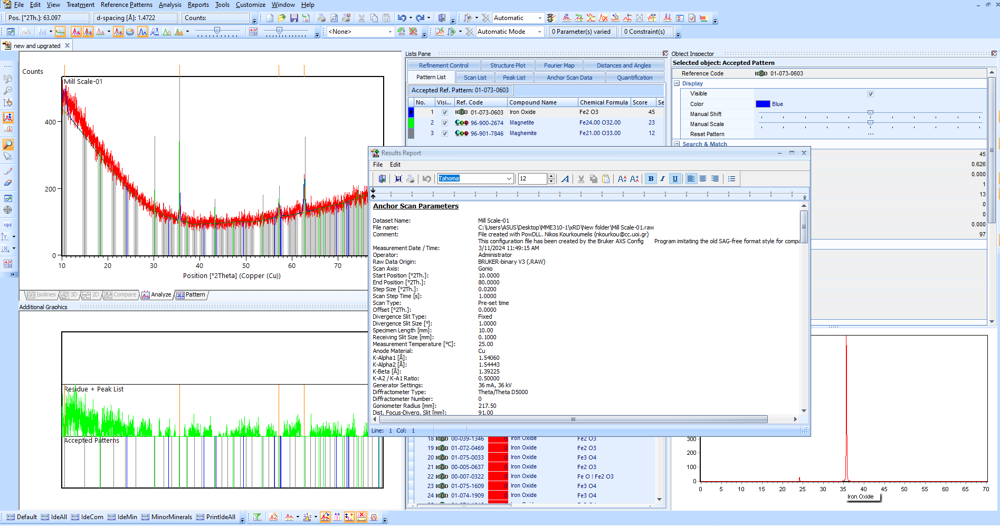 File Edit View Treatment Reference Patterns Analysis Reports Tools Customize Window Help
Pos. [°2Th.]: 63.097 d-spacing [Å]: 1.4722 Counts: Automatic
<None> Automatic Mode 0 Parameter(s) varied 0 Constraint(s)
new and upgrated
Counts
Mill Scale-01
400
200
0
10 20 30 40 50 60 70
Position [°2Theta] (Copper (Cu))
cps
Isolines 3D 2D Compare Analyze Pattern
Additional Graphics
Residue + Peak List
Accepted Patterns
Lists Pane
Refinement Control Structure Plot Fourier Map Distances and Angles
Pattern List Scan List Peak List Anchor Scan Data Quantification
Accepted Ref. Pattern: 01-073-0603
No. Visi... Ref. Code Compound Name Chemical Formula Score Se
1 ICDD 01-073-0603 Iron Oxide Fe2 O3 45
2 COD 96-900-2674 Magnetite Fe24.00 O32.00 23
3 COD 96-901-7846 Maghemite Fe21.00 O33.00 12
Object Inspector
Selected object: Accepted Pattern
Reference Code ICDD 01-073-0603
Display
Visible
Color Blue
Manual Shift
Manual Scale
Reset Pattern ...
Search & Match
45
0.626
0.000
1
13
0
0
0.000
97
Results Report
File Edit
Tahoma 12 A B I U
Anchor Scan Parameters
Dataset Name: Mill Scale-01
File name: C:\Users\ASUS\Desktop\MME310-1\xRD\New folder\Mill Scale-01.raw
Comment: File created with PowDLL. Nikos Kourkoumelis (nkourkou@cc.uoi.gr)
This configuration file has been created by the Bruker AXS Config Program imitating the old SAG-free format style for compa
Measurement Date / Time: 3/11/2024 11:49:15 AM
Operator: Administrator
Raw Data Origin: BRUKER-binary V3 (.RAW)
Scan Axis: Gonio
Start Position [°2Th.]: 10.0000
End Position [°2Th.]: 80.0000
Step Size [°2Th.]: 0.0200
Scan Step Time [s]: 1.0000
Scan Type: Pre-set time
Offset [°2Th.]: 0.0000
Divergence Slit Type: Fixed
Divergence Slit Size [°]: 1.0000
Specimen Length [mm]: 10.00
Receiving Slit Size [mm]: 0.1000
Measurement Temperature [°C]: 25.00
Anode Material: Cu
K-Alpha1 [Å]: 1.54060
K-Alpha2 [Å]: 1.54443
K-Beta [Å]: 1.39225
K-A2 / K-A1 Ratio: 0.50000
Generator Settings: 36 mA, 36 kV
Diffractometer Type: Theta/Theta D5000
Diffractometer Number: 0
Goniometer Radius [mm]: 217.50
Dist. Focus-Diverg. Slit [mm]: 91.00
Line: 1 Col: 1
18 ICDD 00-039-1346 0 Iron Oxide Fe2 O3
19 ICDD 01-072-0469 0 Iron Oxide Fe2 O3
20 ICDD 01-075-0033 0 Iron Oxide Fe3 O4
21 ICDD 00-005-0637 0 Iron Oxide Fe2 O3
22 ICDD 00-007-0322 0 Iron Oxide Fe O ! Fe2 O3
23 ICDD 01-075-1609 0 Iron Oxide Fe3 O4
24 ICDD 01-074-1909 0 Iron Oxide Fe3 O4
300
200
100
0
0 5 10 15 20 25 30 35 40 45 50 55 60 65 70
Iron Oxide
Default IdeAll IdeCom IdeMin MinorMinerals PrintIdeAll